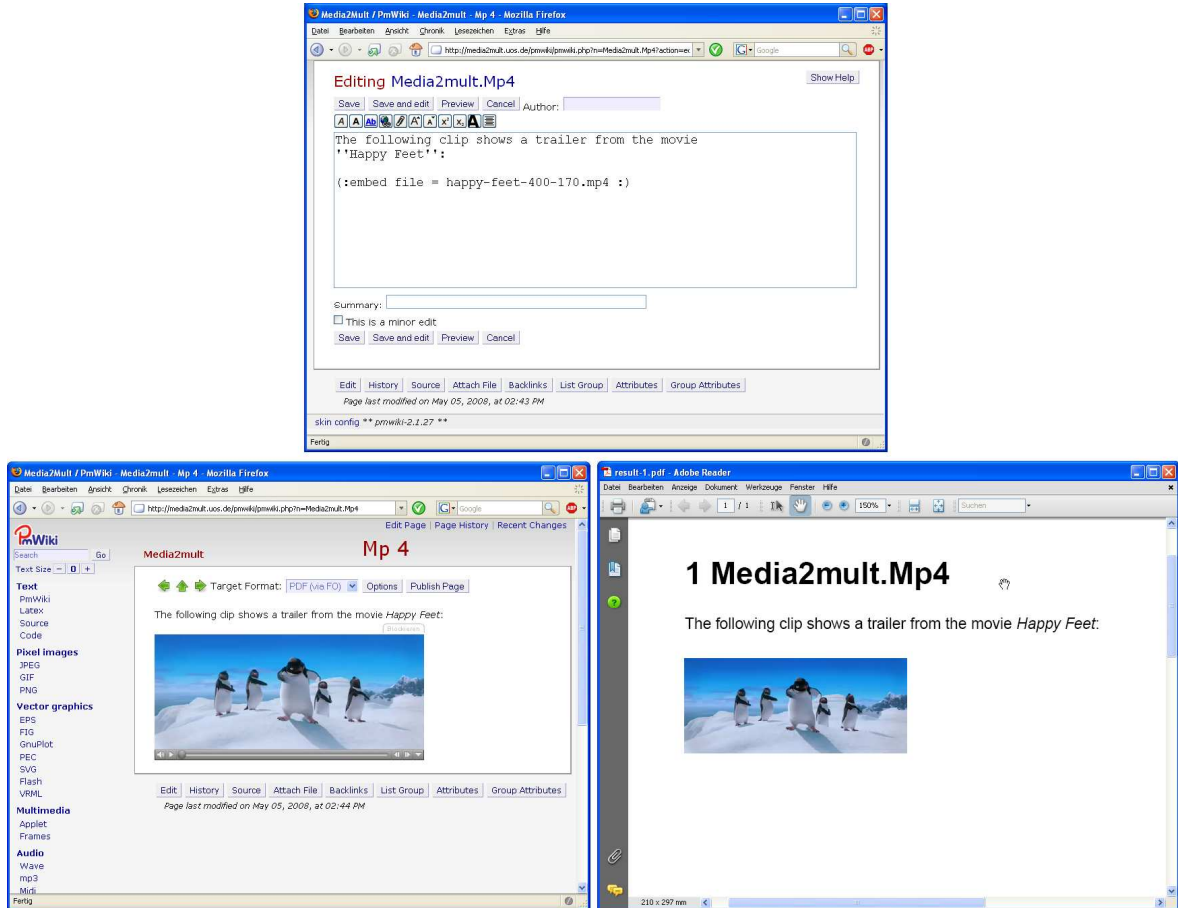 Media2Mult / PmWiki - Media2mult - Mp 4 - Mozilla Firefox
Datei Bearbeiten Ansicht Chronik Lesezeichen Extras Hilfe
http://media2mult.uos.de/pmwiki/pmwiki.php?n=Media2mult.Mp4?action=ec G Google
Editing Media2mult.Mp4 Show Help
Save Save and edit Preview Cancel Author:
The following clip shows a trailer from the movie
''Happy Feet'':
(:embed file = happy-feet-400-170.mp4 :)
Summary:
This is a minor edit
Save Save and edit Preview Cancel
Edit History Source Attach File Backlinks List Group Attributes Group Attributes
Page last modified on May 05, 2008, at 02:43 PM
skin config ** pmwiki-2.1.27 **
Fertig
Media2Mult / PmWiki - Media2mult - Mp 4 - Mozilla Firefox
Datei Bearbeiten Ansicht Chronik Lesezeichen Extras Hilfe
http://media2mult.uos.de/pmwiki/pmwiki.php?n=Media2mult.Mp4 G Google
Edit Page | Page History | Recent Changes
PmWiki
Search Go
Text Size - 0 +
Text
PmWiki
Latex
Source
Code
Pixel images
JPEG
GIF
PNG
Vector graphics
EPS
FIG
GnuPlot
PEC
SVG
Flash
VRML
Multimedia
Applet
Frames
Audio
Wave
mp3
Midi
Media2mult Mp 4
Target Format: PDF (via FO) Options Publish Page
The following clip shows a trailer from the movie Happy Feet:
Blockieren
Edit History Source Attach File Backlinks List Group Attributes Group Attributes
Page last modified on May 05, 2008, at 02:44 PM
Fertig
result-1.pdf - Adobe Reader
Datei Bearbeiten Anzeige Dokument Werkzeuge Fenster Hilfe
1 / 1 150% Suchen
1 Media2mult.Mp4
The following clip shows a trailer from the movie Happy Feet:
210 x 297 mm